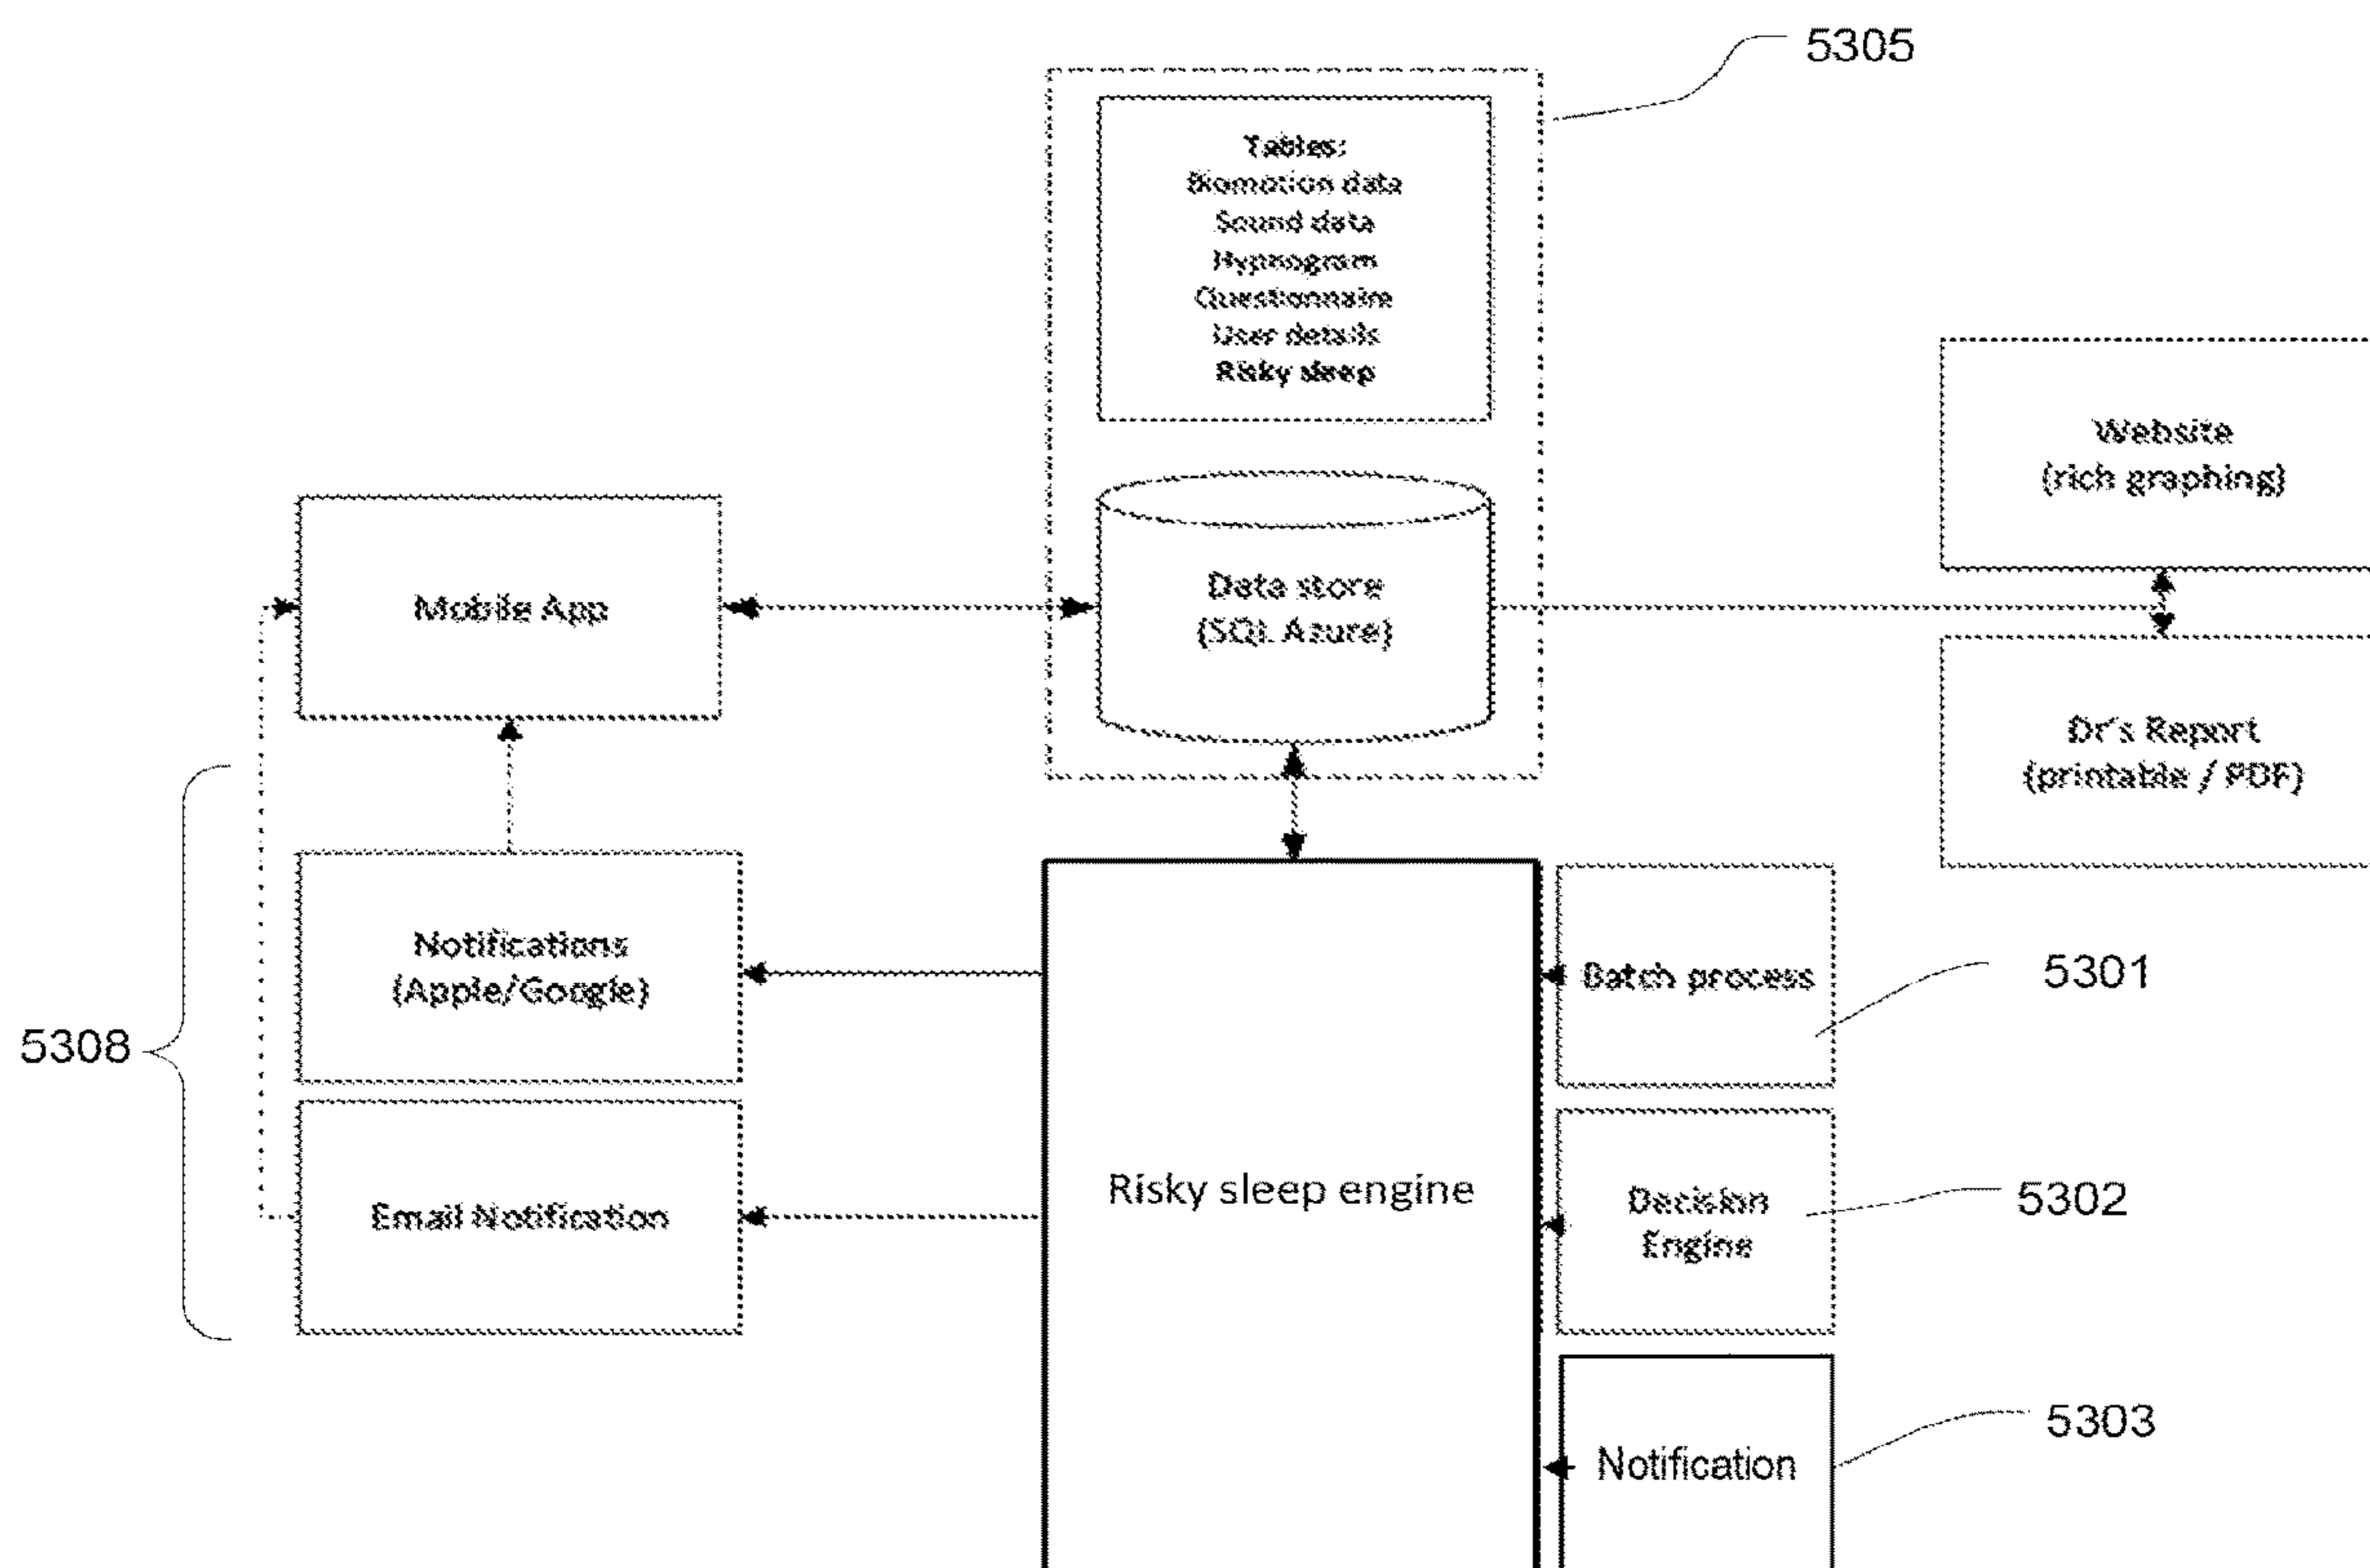 5305
Tables:
Biomotion data
Sound data
Hypnogram
Questionnaire
User details
Risky sleep
Website
(rich graphing)
Mobile App
Data store
(SQL Azure)
Dr's Report
(printable / PDF)
Notifications
(Apple/Google)
Batch process
5301
5308
Risky sleep engine
Email Notification
Decision
Engine
5302
Notification
5303